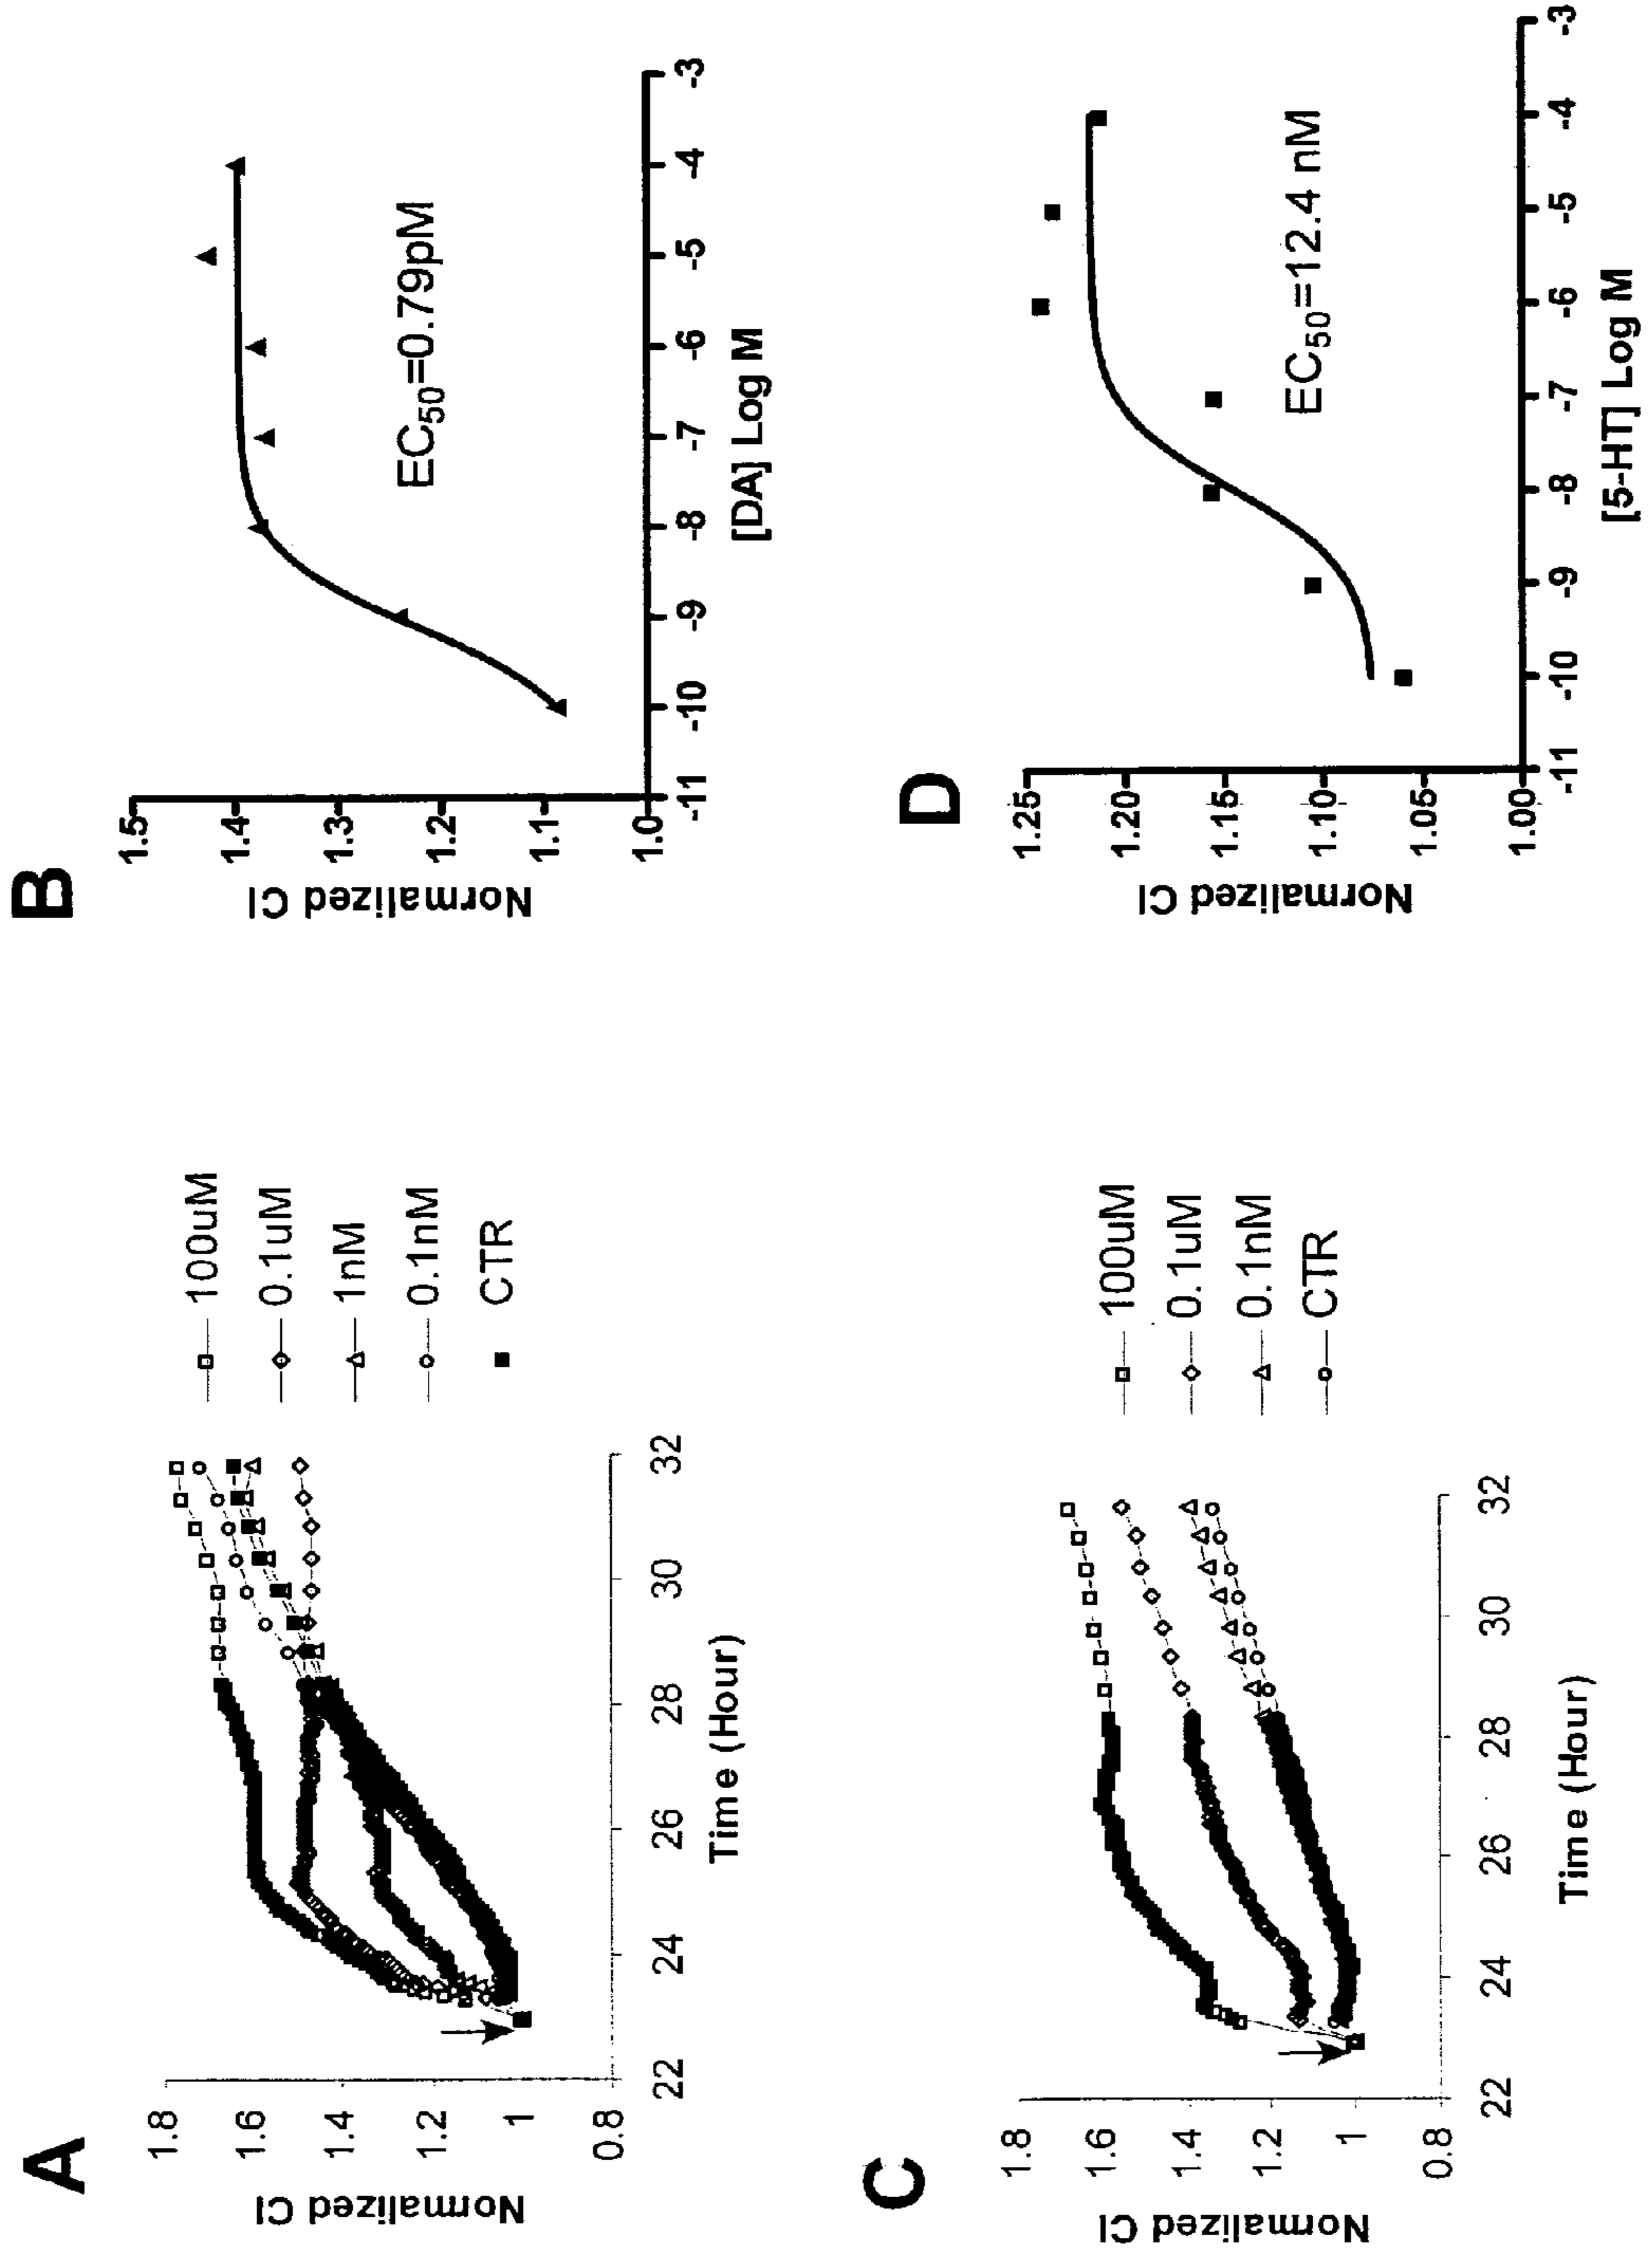 A
Normalized CI
1.8
1.6
1.4
1.2
1
0.8
22
24
26
28
30
32
Time (Hour)
100uM
0.1uM
1nM
0.1nM
CTR
B
Normalized CI
1.5
1.4
1.3
1.2
1.1
1.0
-11
-10
-9
-8
-7
-6
-5
-4
-3
[DA] Log M
EC50=0.79pM
C
Normalized CI
1.8
1.6
1.4
1.2
1
0.8
22
24
26
28
30
32
Time (Hour)
100uM
0.1uM
0.1nM
CTR
D
Normalized CI
1.25
1.20
1.15
1.10
1.05
1.00
-11
-10
-9
-8
-7
-6
-5
-4
-3
[5-HT] Log M
EC50=12.4 nM